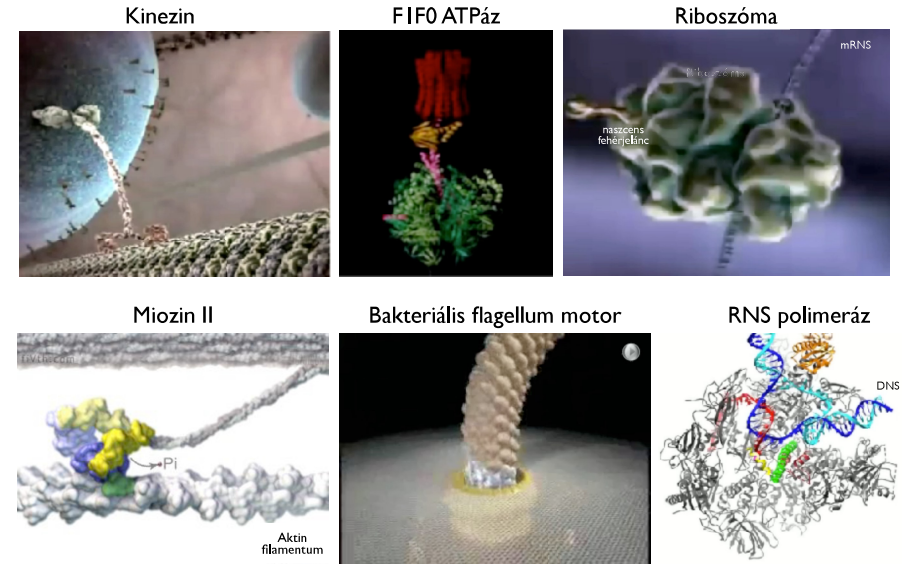 Kinezin
F1F0 ATPáz
Riboszóma
mRNS
naszcens
fehérjelánc
Miozin II
Bakteriális flagellum motor
RNS polimeráz
Pi
Aktin
filamentum
DNS